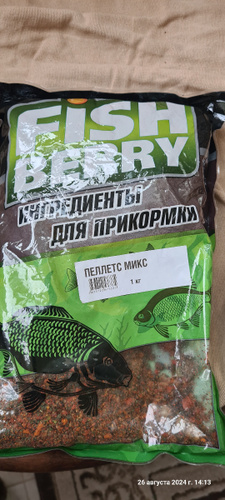 FISH
BERRY
ИНГРЕДИЕНТЫ
ДЛЯ ПРИКОРМКИ
ПЕЛЛЕТС МИКС
1 кг
26 августа 2024 г. 14:13